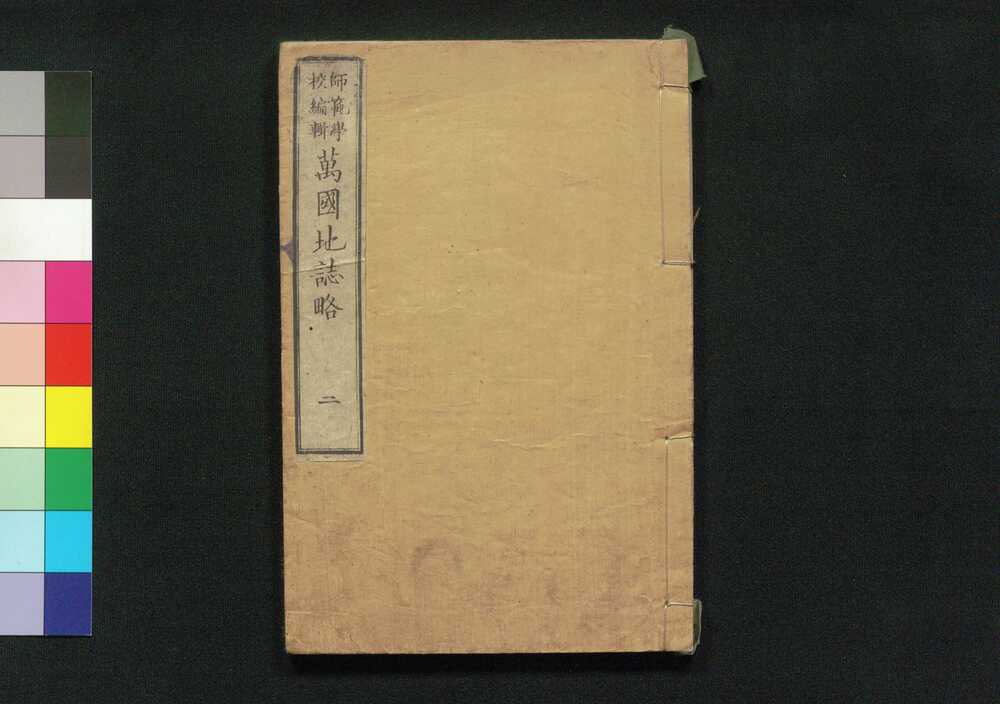 師範學
校編輯
萬國地誌略
二